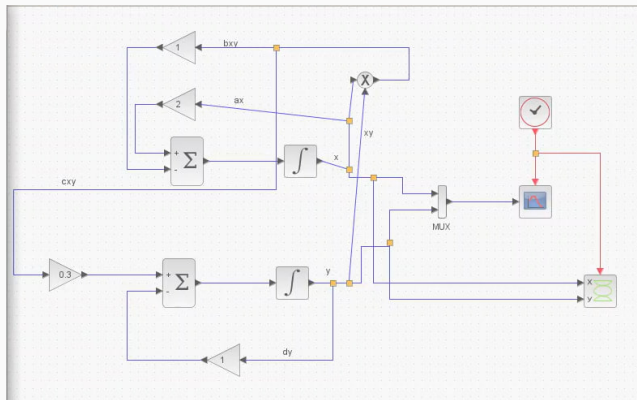 1
bxy
X
2
ax
xy
+
-
Σ
∫
x
cxy
MUX
0.3
+
-
Σ
∫
y
x
y
1
dy